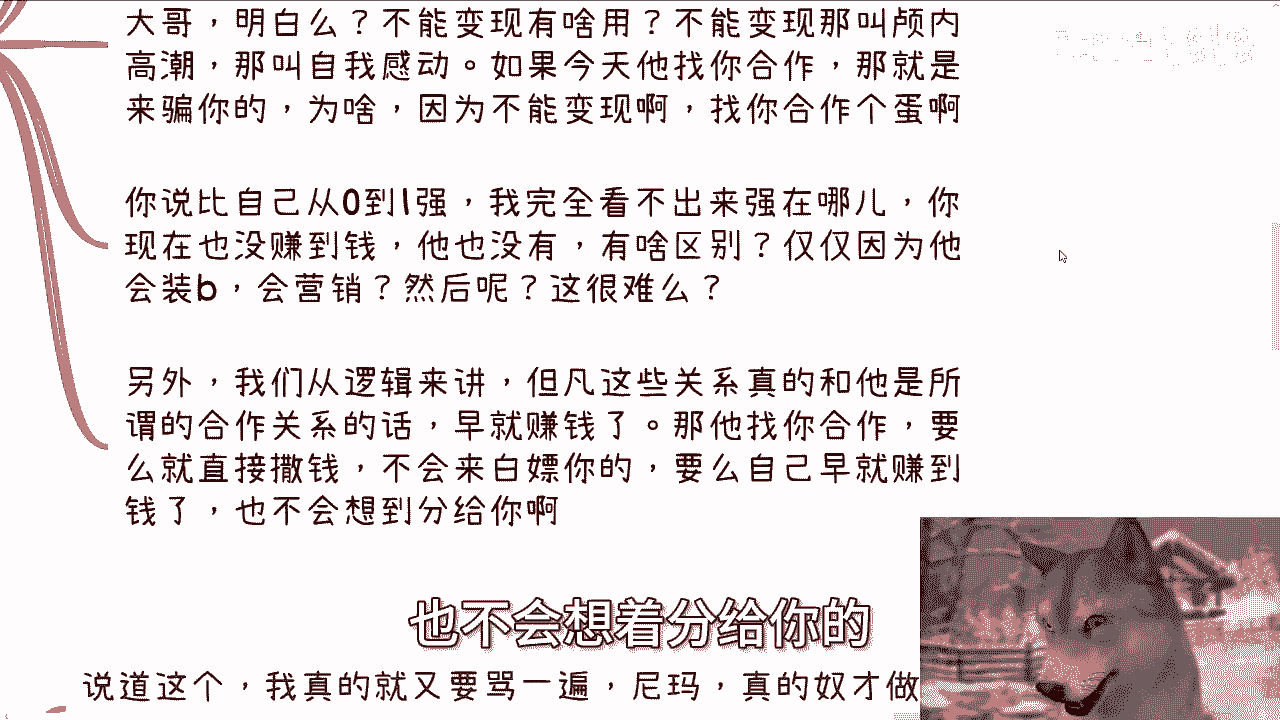 大哥，明白么？不能变现有啥用？不能变现那叫颅内
高潮，那叫自我感动。如果今天他找你合作，那就是
来骗你的，为啥，因为不能变现啊，找你合作个蛋啊
你说比自己从0到1强，我完全看不出来强在哪儿，你
现在也没赚到钱，他也没有，有啥区别？仅仅因为他
会装b，会营销？然后呢？这很难么？
另外，我们从逻辑来讲，但凡这些关系真的和他是所
谓的合作关系的话，早就赚钱了。那他找你合作，要
么就直接撒钱，不会来白嫖你的，要么自己早就赚到
钱了，也不会想到分给你啊
也不会想着分给你的
说道这个，我真的就又要骂一遍，尼玛，真的奴才做